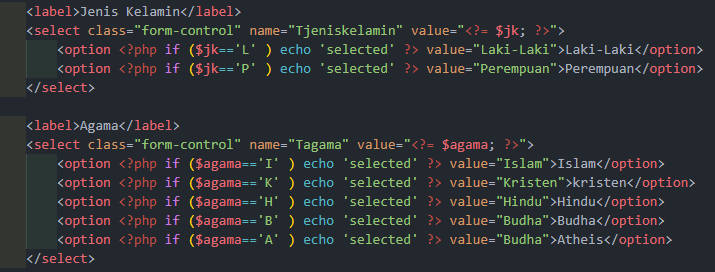 <label>Jenis Kelamin</label>
<select class="form-control" name="Tjeniskelamin" value="<?= $jk; ?>">
<option <?php if ($jk=='L' ) echo 'selected' ?> value="Laki-Laki">Laki-Laki</option>
<option <?php if ($jk=='P' ) echo 'selected' ?> value="Perempuan">Perempuan</option>
</select>
<label>Agama</label>
<select class="form-control" name="Tagama" value="<?= $agama; ?>">
<option <?php if ($agama=='I' ) echo 'selected' ?> value="Islam">Islam</option>
<option <?php if ($agama=='K' ) echo 'selected' ?> value="Kristen">kristen</option>
<option <?php if ($agama=='H' ) echo 'selected' ?> value="Hindu">Hindu</option>
<option <?php if ($agama=='B' ) echo 'selected' ?> value="Budha">Budha</option>
<option <?php if ($agama=='A' ) echo 'selected' ?> value="Budha">Atheis</option>
</select>